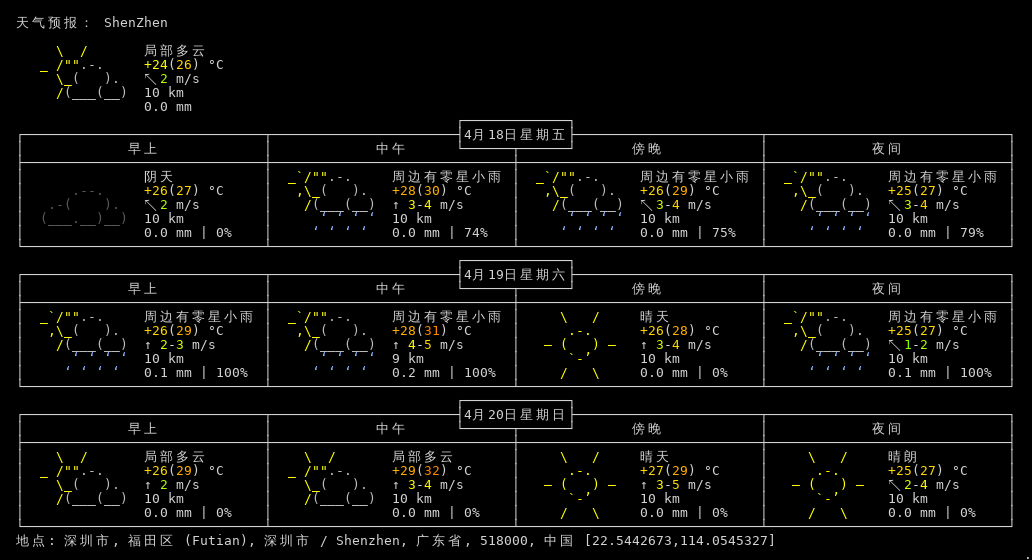 天气预报： ShenZhen
局部多云
+24(26) °C
↖ 2 m/s
10 km
0.0 mm
4月18日星期五
早上 中午 傍晚 夜间
阴天 周边有零星小雨 周边有零星小雨 周边有零星小雨
+26(27) °C +28(30) °C +26(29) °C +25(27) °C
↖ 2 m/s ↑ 3-4 m/s ↖ 3-4 m/s ↖ 3-4 m/s
10 km 10 km 10 km 10 km
0.0 mm | 0% 0.0 mm | 74% 0.0 mm | 75% 0.0 mm | 79%
4月19日星期六
早上 中午 傍晚 夜间
周边有零星小雨 周边有零星小雨 晴天 周边有零星小雨
+26(29) °C +28(31) °C +26(28) °C +25(27) °C
↑ 2-3 m/s ↑ 4-5 m/s ↑ 3-4 m/s ↖ 1-2 m/s
10 km 9 km 10 km 10 km
0.1 mm | 100% 0.2 mm | 100% 0.0 mm | 0% 0.1 mm | 100%
4月20日星期日
早上 中午 傍晚 夜间
局部多云 局部多云 晴天 晴朗
+26(29) °C +29(32) °C +27(29) °C +25(27) °C
↑ 2 m/s ↑ 3-4 m/s ↑ 3-5 m/s ↖ 2-4 m/s
10 km 10 km 10 km 10 km
0.0 mm | 0% 0.0 mm | 0% 0.0 mm | 0% 0.0 mm | 0%
地点: 深圳市, 福田区 (Futian), 深圳市 / Shenzhen, 广东省, 518000, 中国 [22.5442673,114.0545327]